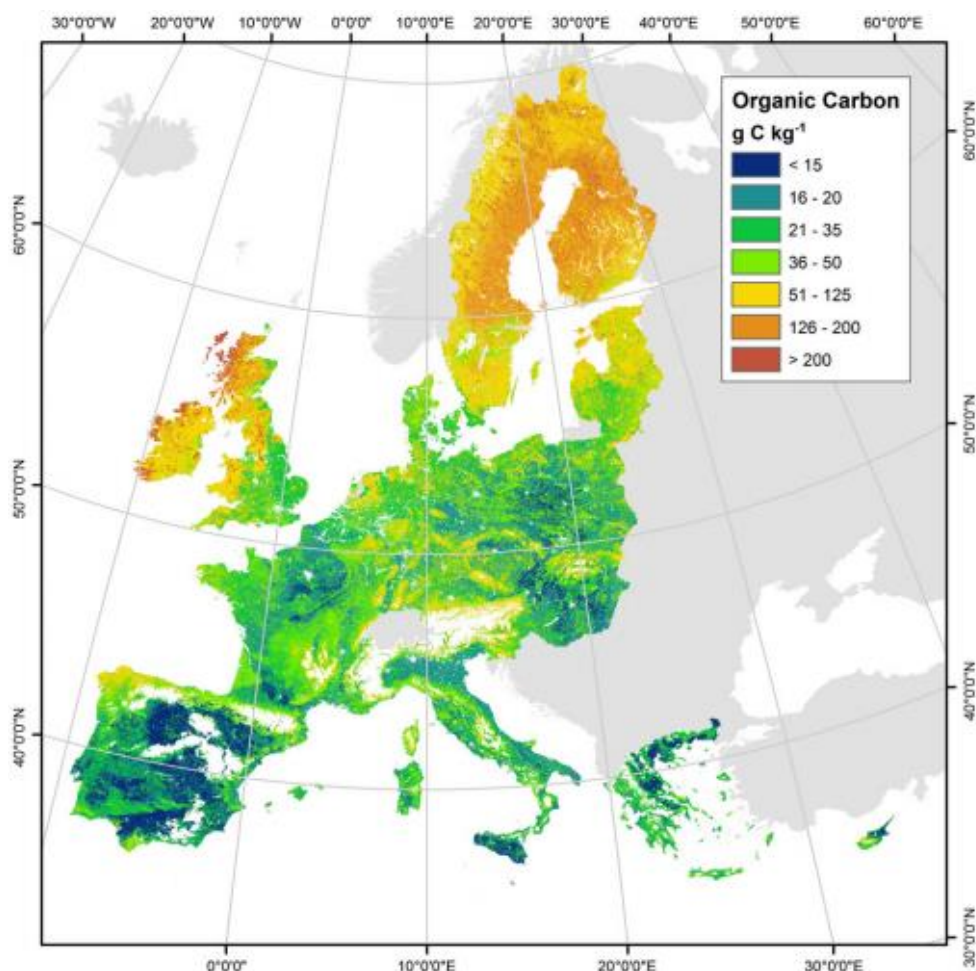 30°0'0"W 20°0'0"W 10°0'0"W 0°0'0" 10°0'0"E 20°0'0"E 30°0'0"E 40°0'0"E 50°0'0"E 60°0'0"E
Organic Carbon
g C kg⁻¹
< 15
16 - 20
21 - 35
36 - 50
51 - 125
126 - 200
> 200
60°0'0"N
50°0'0"N
40°0'0"N
60°0'0"N
50°0'0"N
40°0'0"N
30°0'0"N
0°0'0" 10°0'0"E 20°0'0"E 30°0'0"E